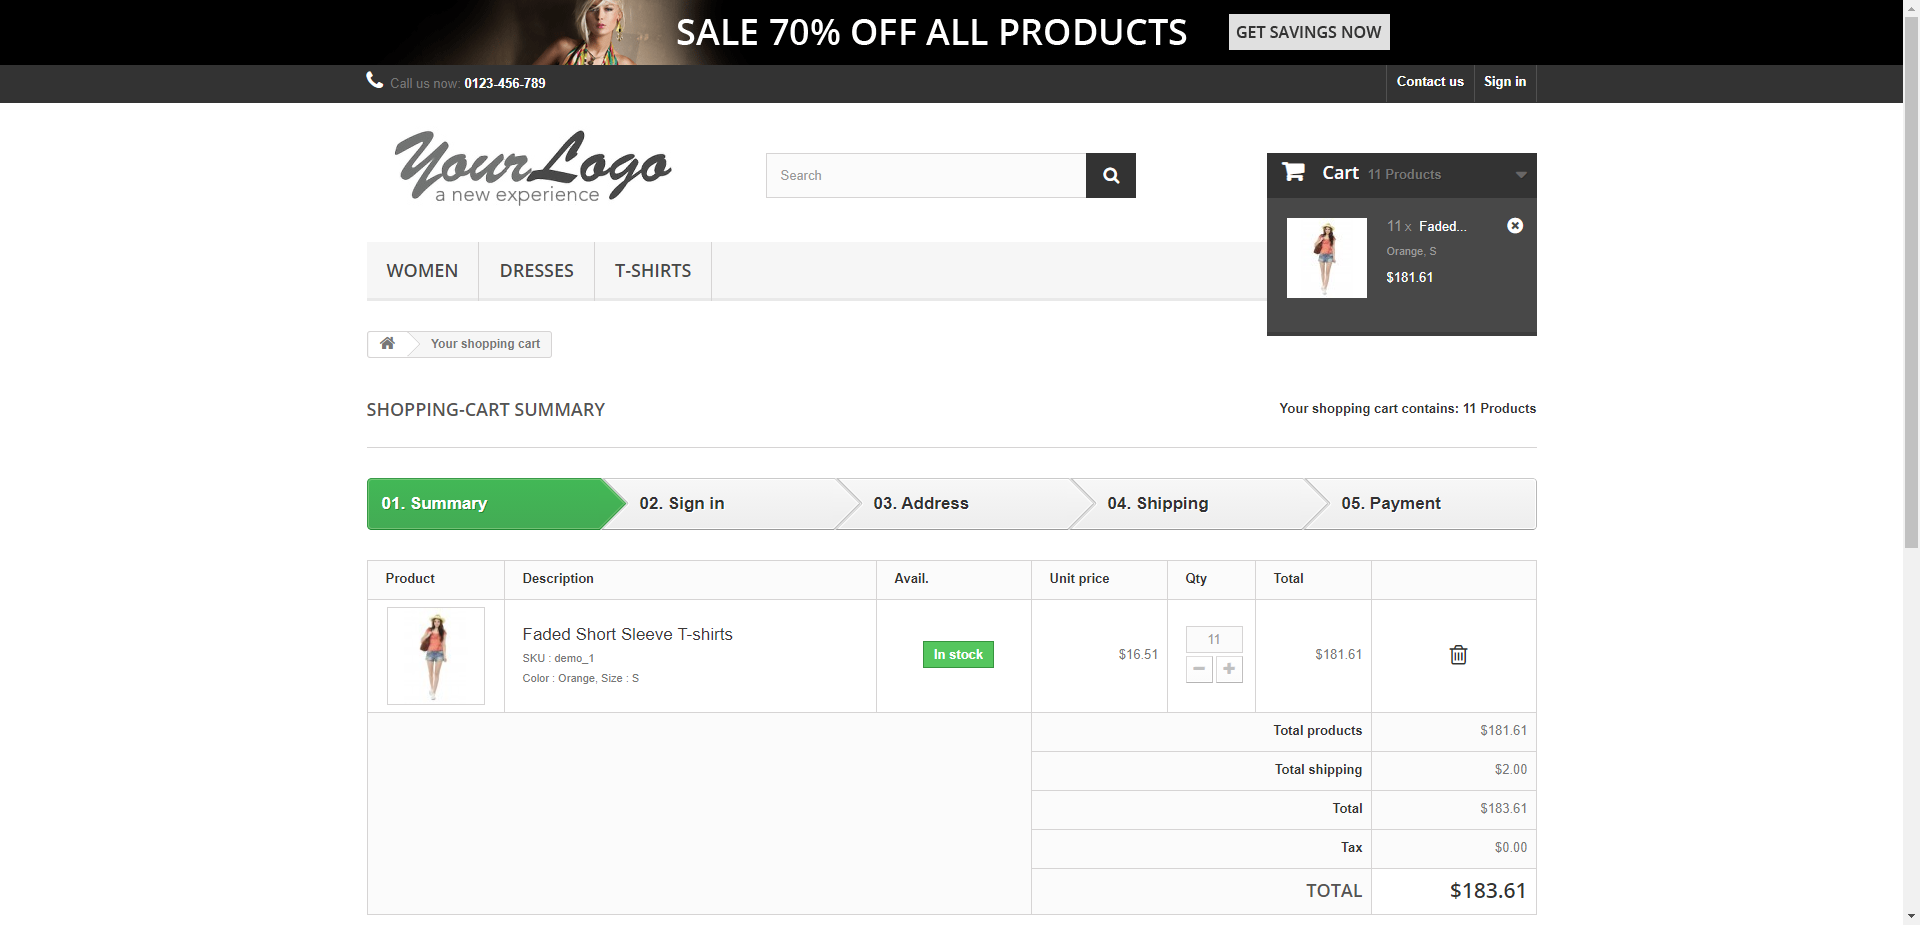 SALE 70% OFF ALL PRODUCTS
GET SAVINGS NOW
Call us now: 0123-456-789
Contact us
Sign in
YourLogo
a new experience
Search
Cart 11 Products
11 x Faded...
Orange, S
$181.61
WOMEN
DRESSES
T-SHIRTS
Your shopping cart
SHOPPING-CART SUMMARY
Your shopping cart contains: 11 Products
01. Summary
02. Sign in
03. Address
04. Shipping
05. Payment
Product
Description
Avail.
Unit price
Qty
Total
Faded Short Sleeve T-shirts
SKU : demo_1
Color : Orange, Size : S
In stock
$16.51
11
$181.61
Total products
$181.61
Total shipping
$2.00
Total
$183.61
Tax
$0.00
TOTAL
$183.61